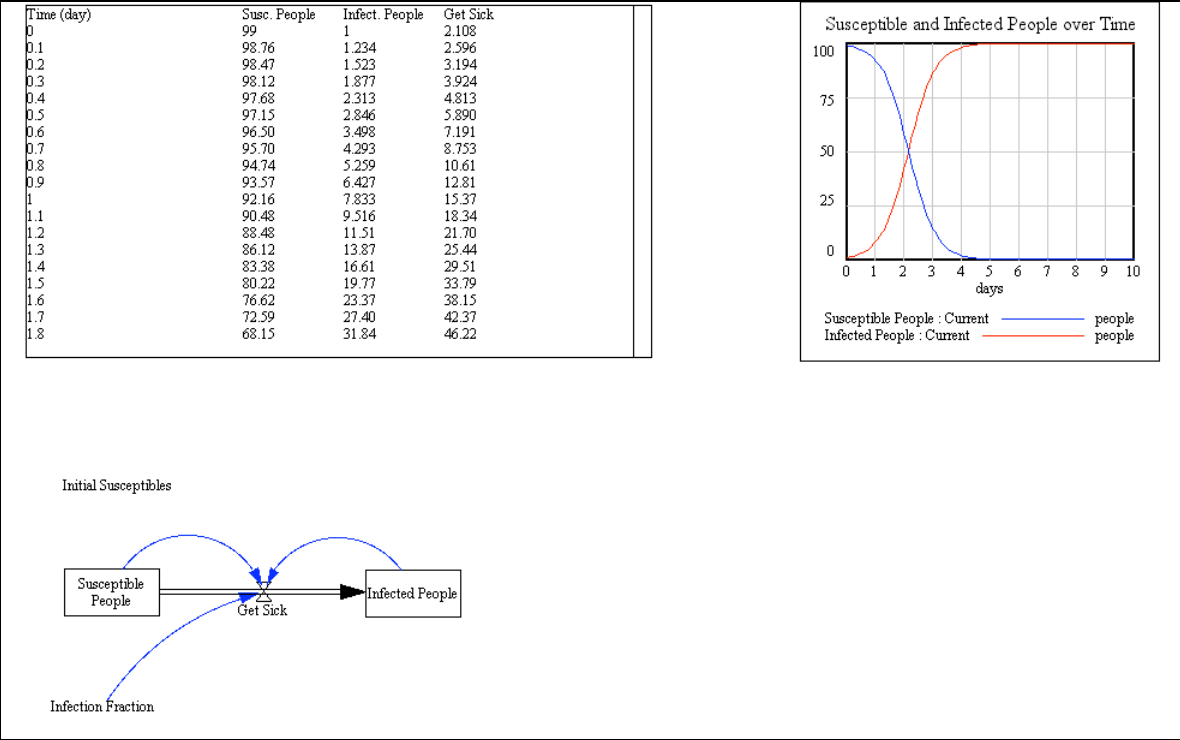 Time (day) Susc. People Infect. People Get Sick
0 99 1 2.108
0.1 98.76 1.234 2.596
0.2 98.47 1.523 3.194
0.3 98.12 1.877 3.924
0.4 97.68 2.313 4.813
0.5 97.15 2.846 5.890
0.6 96.50 3.498 7.191
0.7 95.70 4.293 8.753
0.8 94.74 5.259 10.61
0.9 93.57 6.427 12.81
1 92.16 7.833 15.37
1.1 90.48 9.516 18.34
1.2 88.48 11.51 21.70
1.3 86.12 13.87 25.44
1.4 83.38 16.61 29.51
1.5 80.22 19.77 33.79
1.6 76.62 23.37 38.15
1.7 72.59 27.40 42.37
1.8 68.15 31.84 46.22
Susceptible and Infected People over Time
100
75
50
25
0
0 1 2 3 4 5 6 7 8 9 10
days
Susceptible People : Current people
Infected People : Current people
Initial Susceptibles
Susceptible
People
Get Sick
Infected People
Infection Fraction